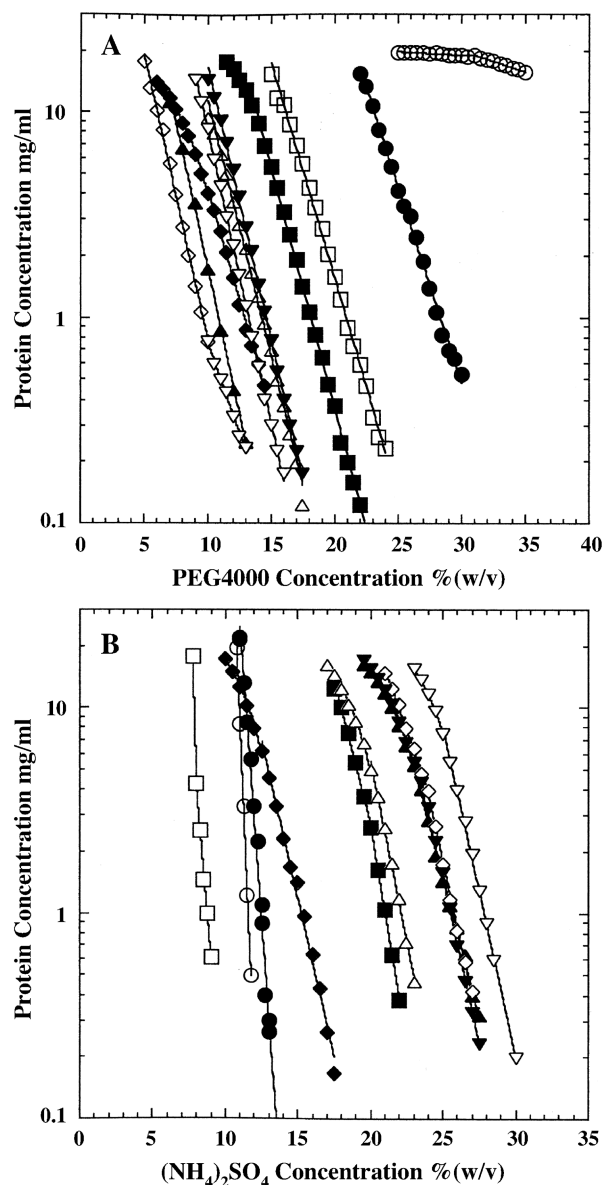 A
10
1
0.1
Protein Concentration mg/ml
0 5 10 15 20 25 30 35 40
PEG4000 Concentration %(w/v)
B
10
1
0.1
Protein Concentration mg/ml
0 5 10 15 20 25 30 35
(NH₄)₂SO₄ Concentration %(w/v)